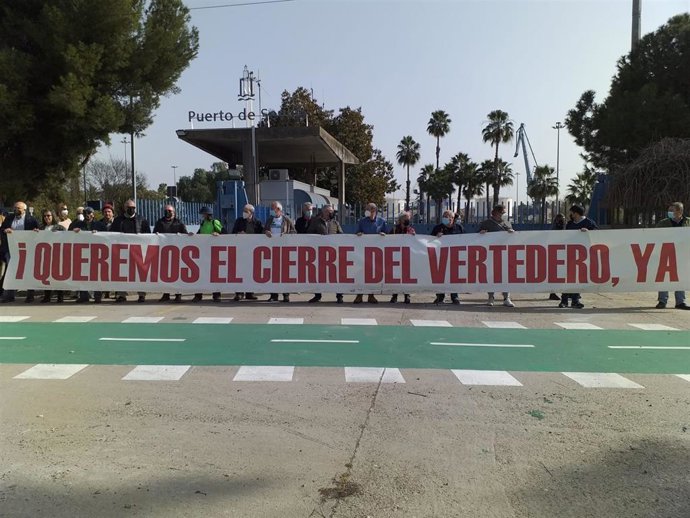 Puerto de
¡QUEREMOS EL CIERRE DEL VERTEDERO, YA